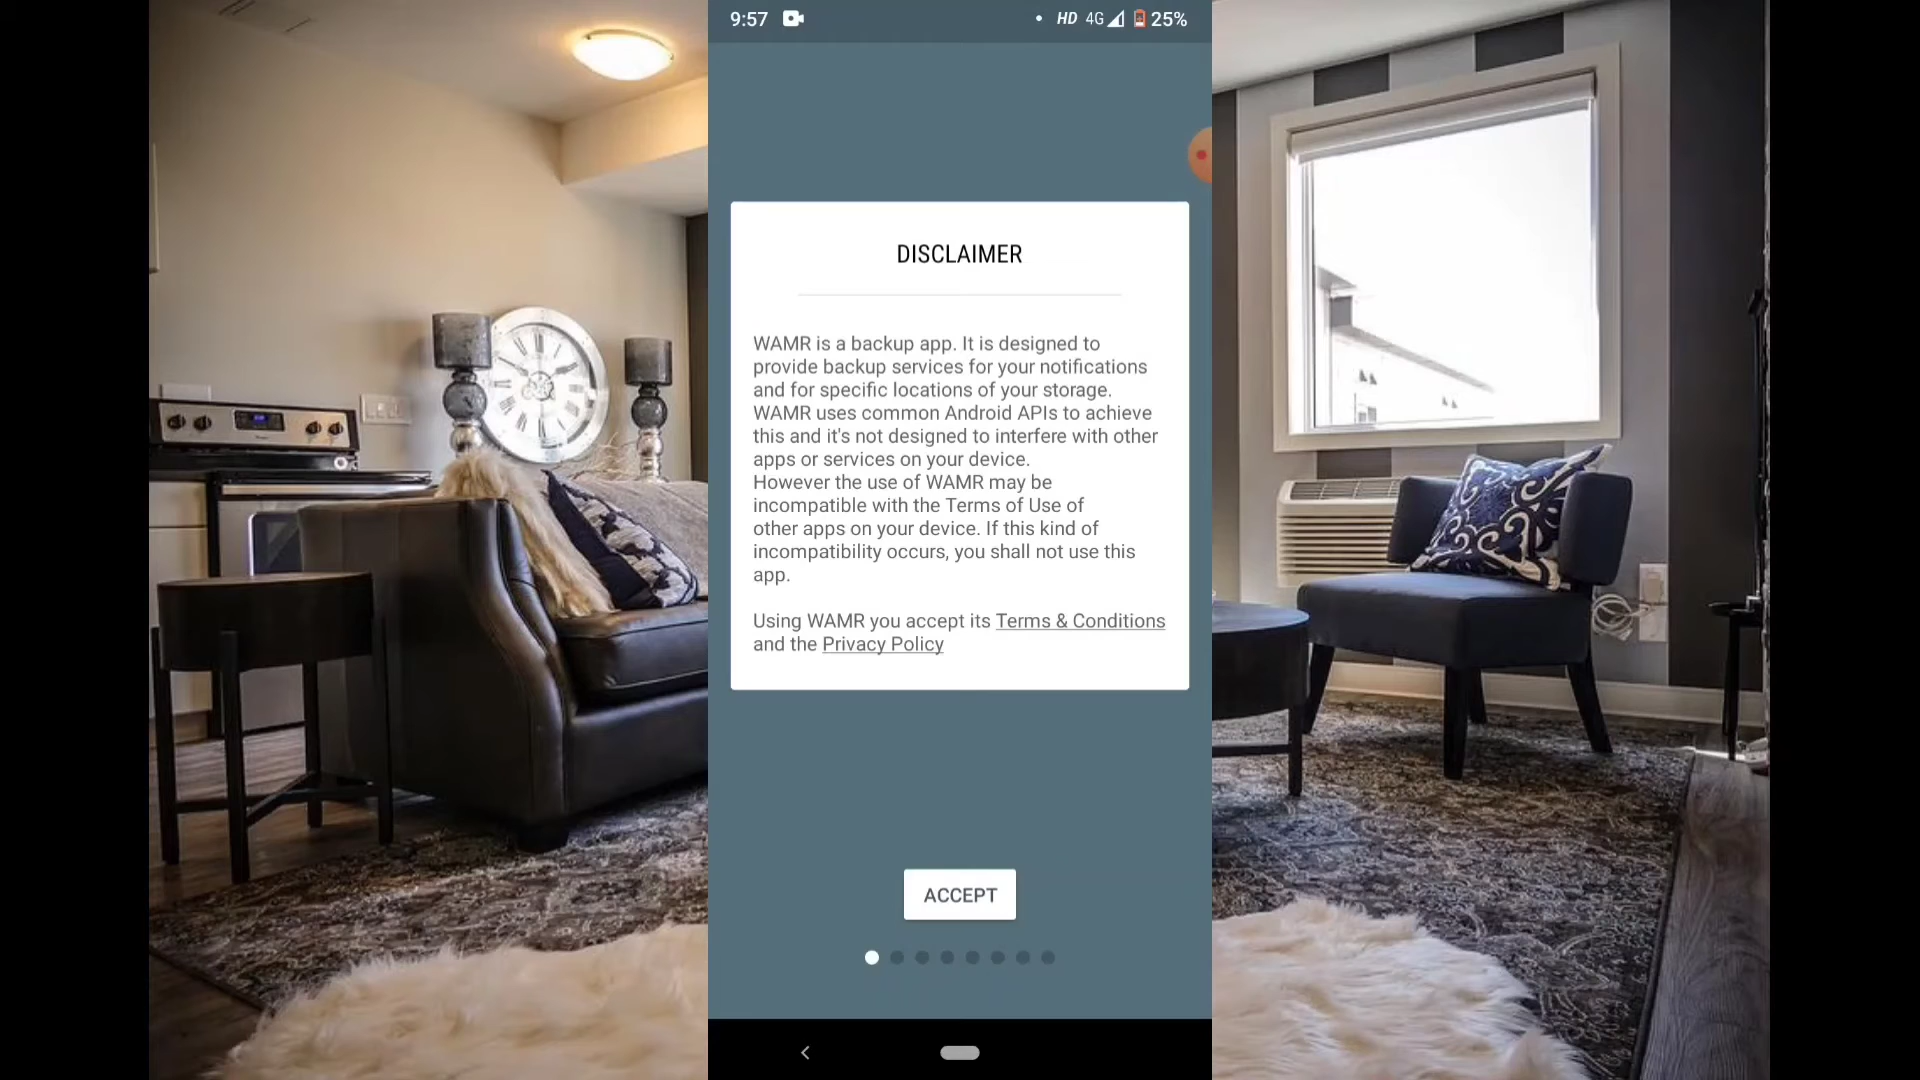 9:57 HD 4G 25%
DISCLAIMER
WAMR is a backup app. It is designed to
provide backup services for your notifications
and for specific locations of your storage.
WAMR uses common Android APIs to achieve
this and it's not designed to interfere with other
apps or services on your device.
However the use of WAMR may be
incompatible with the Terms of Use of
other apps on your device. If this kind of
incompatibility occurs, you shall not use this
app.
Using WAMR you accept its Terms & Conditions
and the Privacy Policy
ACCEPT